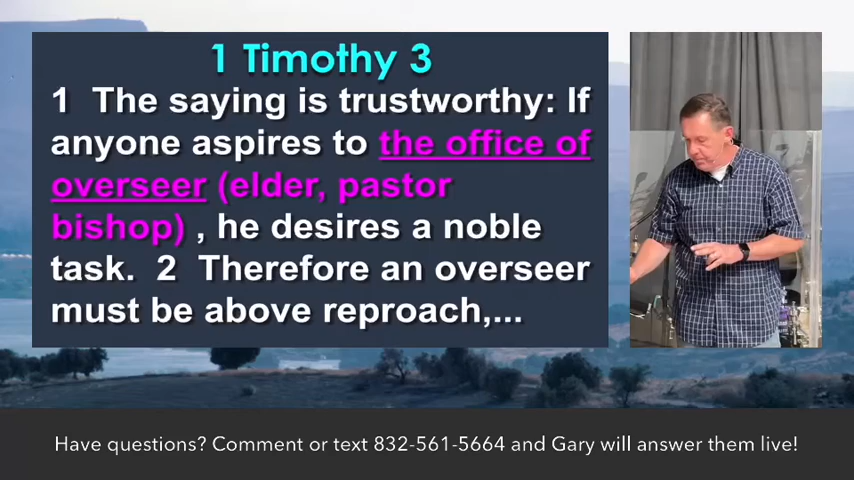 1 Timothy 3
1 The saying is trustworthy: If
anyone aspires to the office of
overseer (elder, pastor
bishop) , he desires a noble
task. 2 Therefore an overseer
must be above reproach,...
Have questions? Comment or text 832-561-5664 and Gary will answer them live!